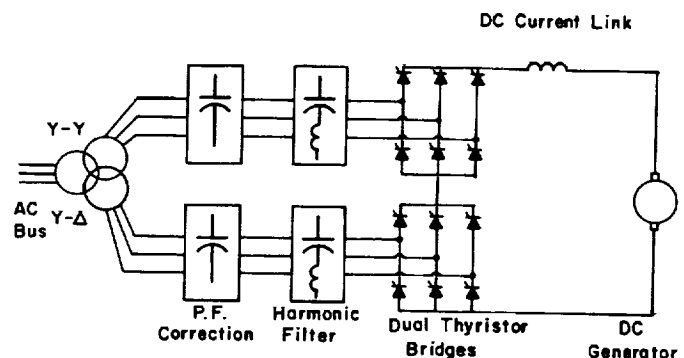 DC Current Link
Y-Y
AC
Bus
Y-Δ
P.F.
Correction
Harmonic
Filter
Dual Thyristor
Bridges
DC
Generator